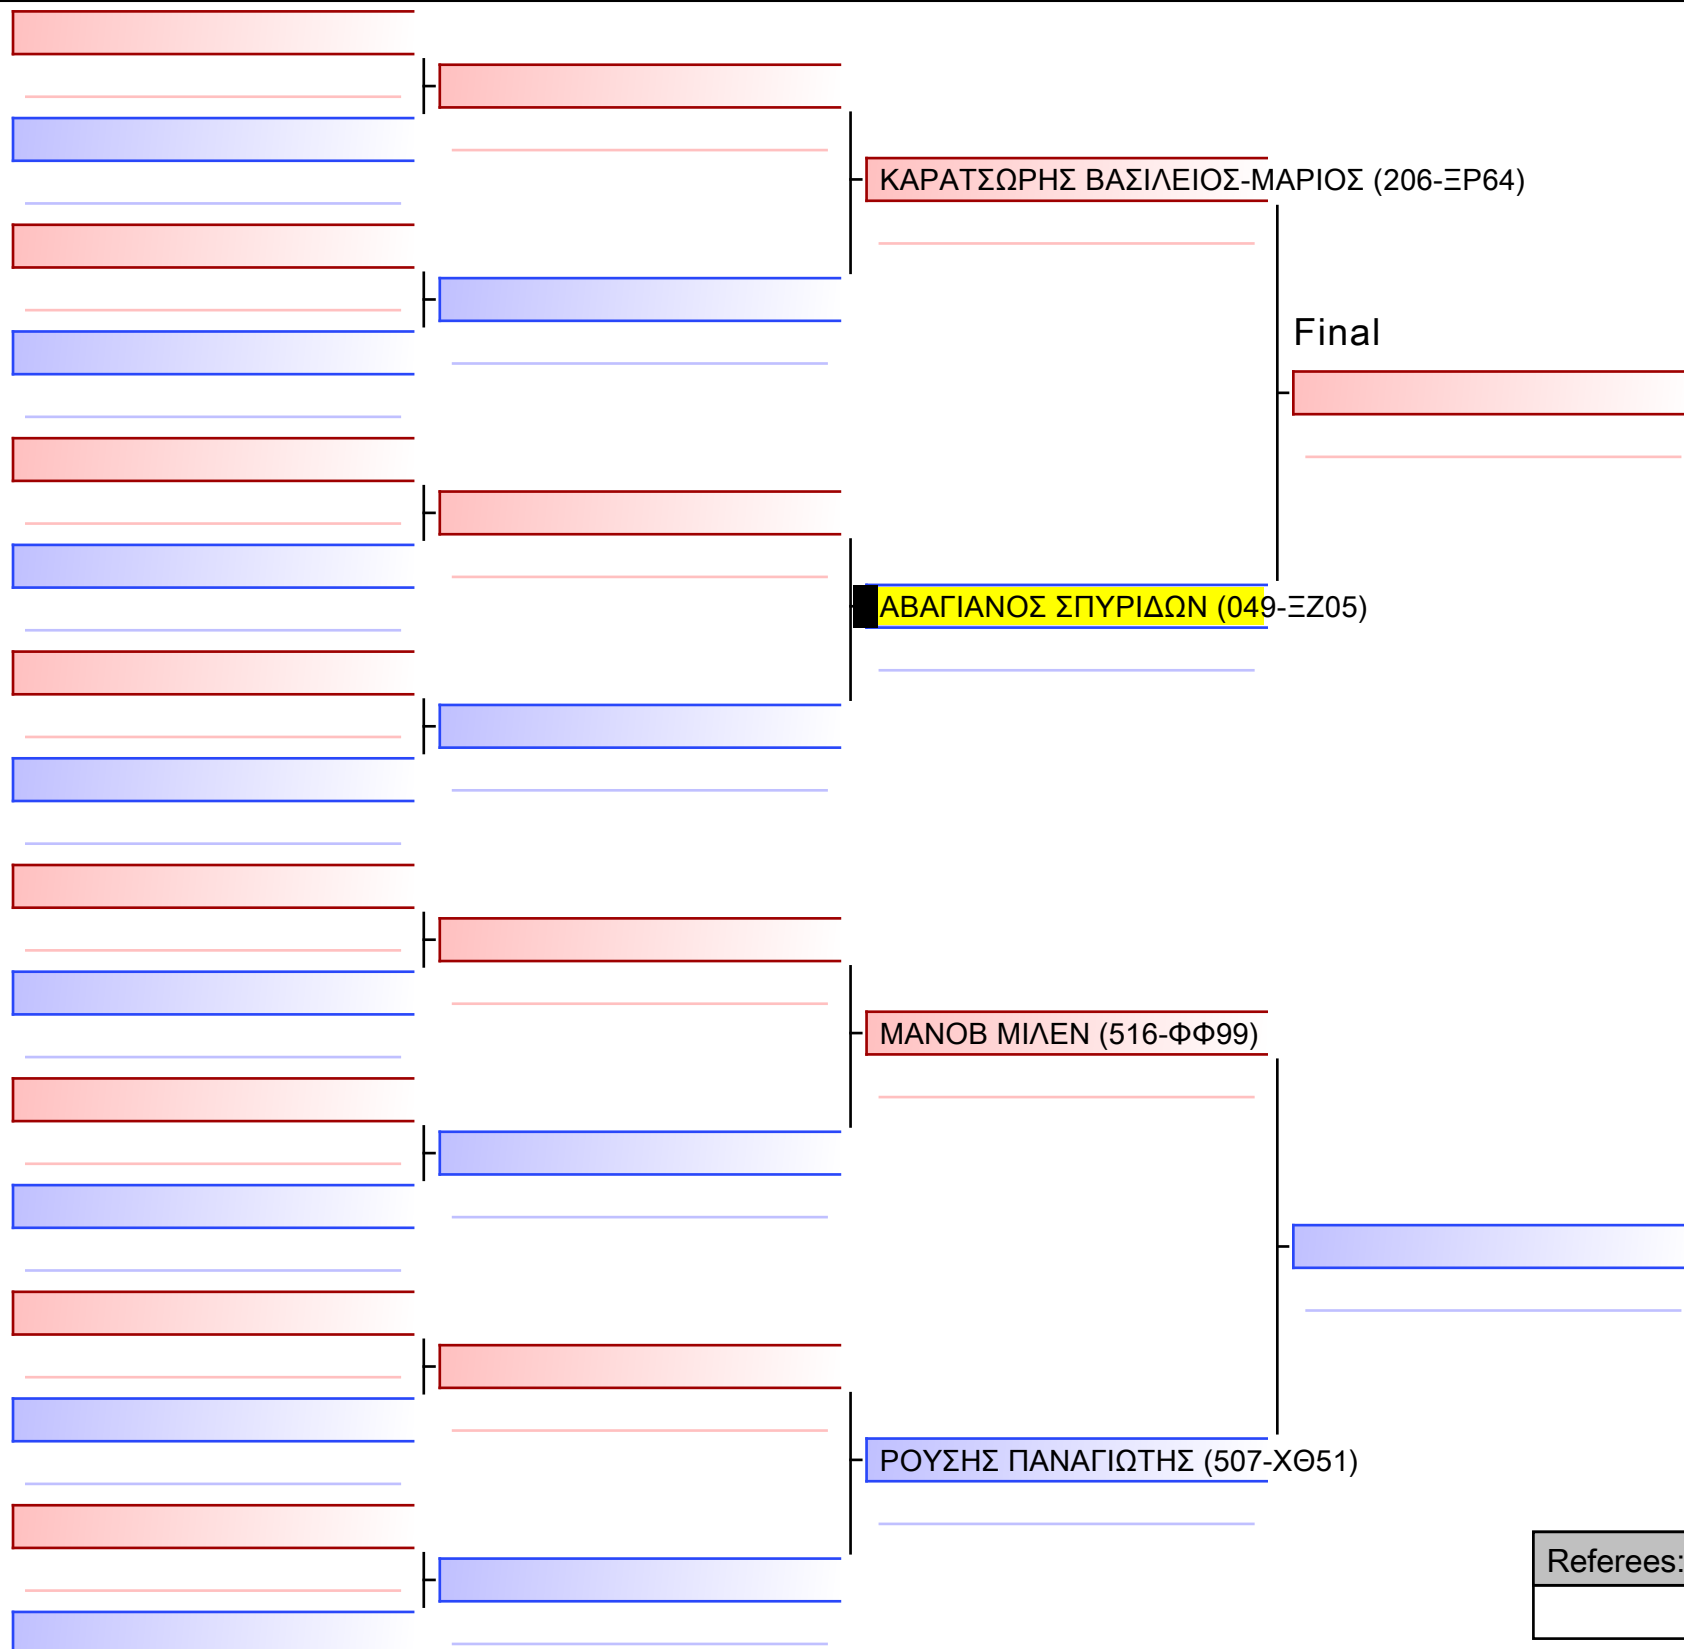 ΚΑΡΑΤΣΩΡΗΣ ΒΑΣΙΛΕΙΟΣ-ΜΑΡΙΟΣ (206-ΞΡ64)
Final
ΑΒΑΓΙΑΝΟΣ ΣΠΥΡΙΔΩΝ (049-ΞΖ05)
ΜΑΝΟΒ ΜΙΛΕΝ (516-ΦΦ99)
ΡΟΥΣΗΣ ΠΑΝΑΓΙΩΤΗΣ (507-ΧΘ51)
Referees: